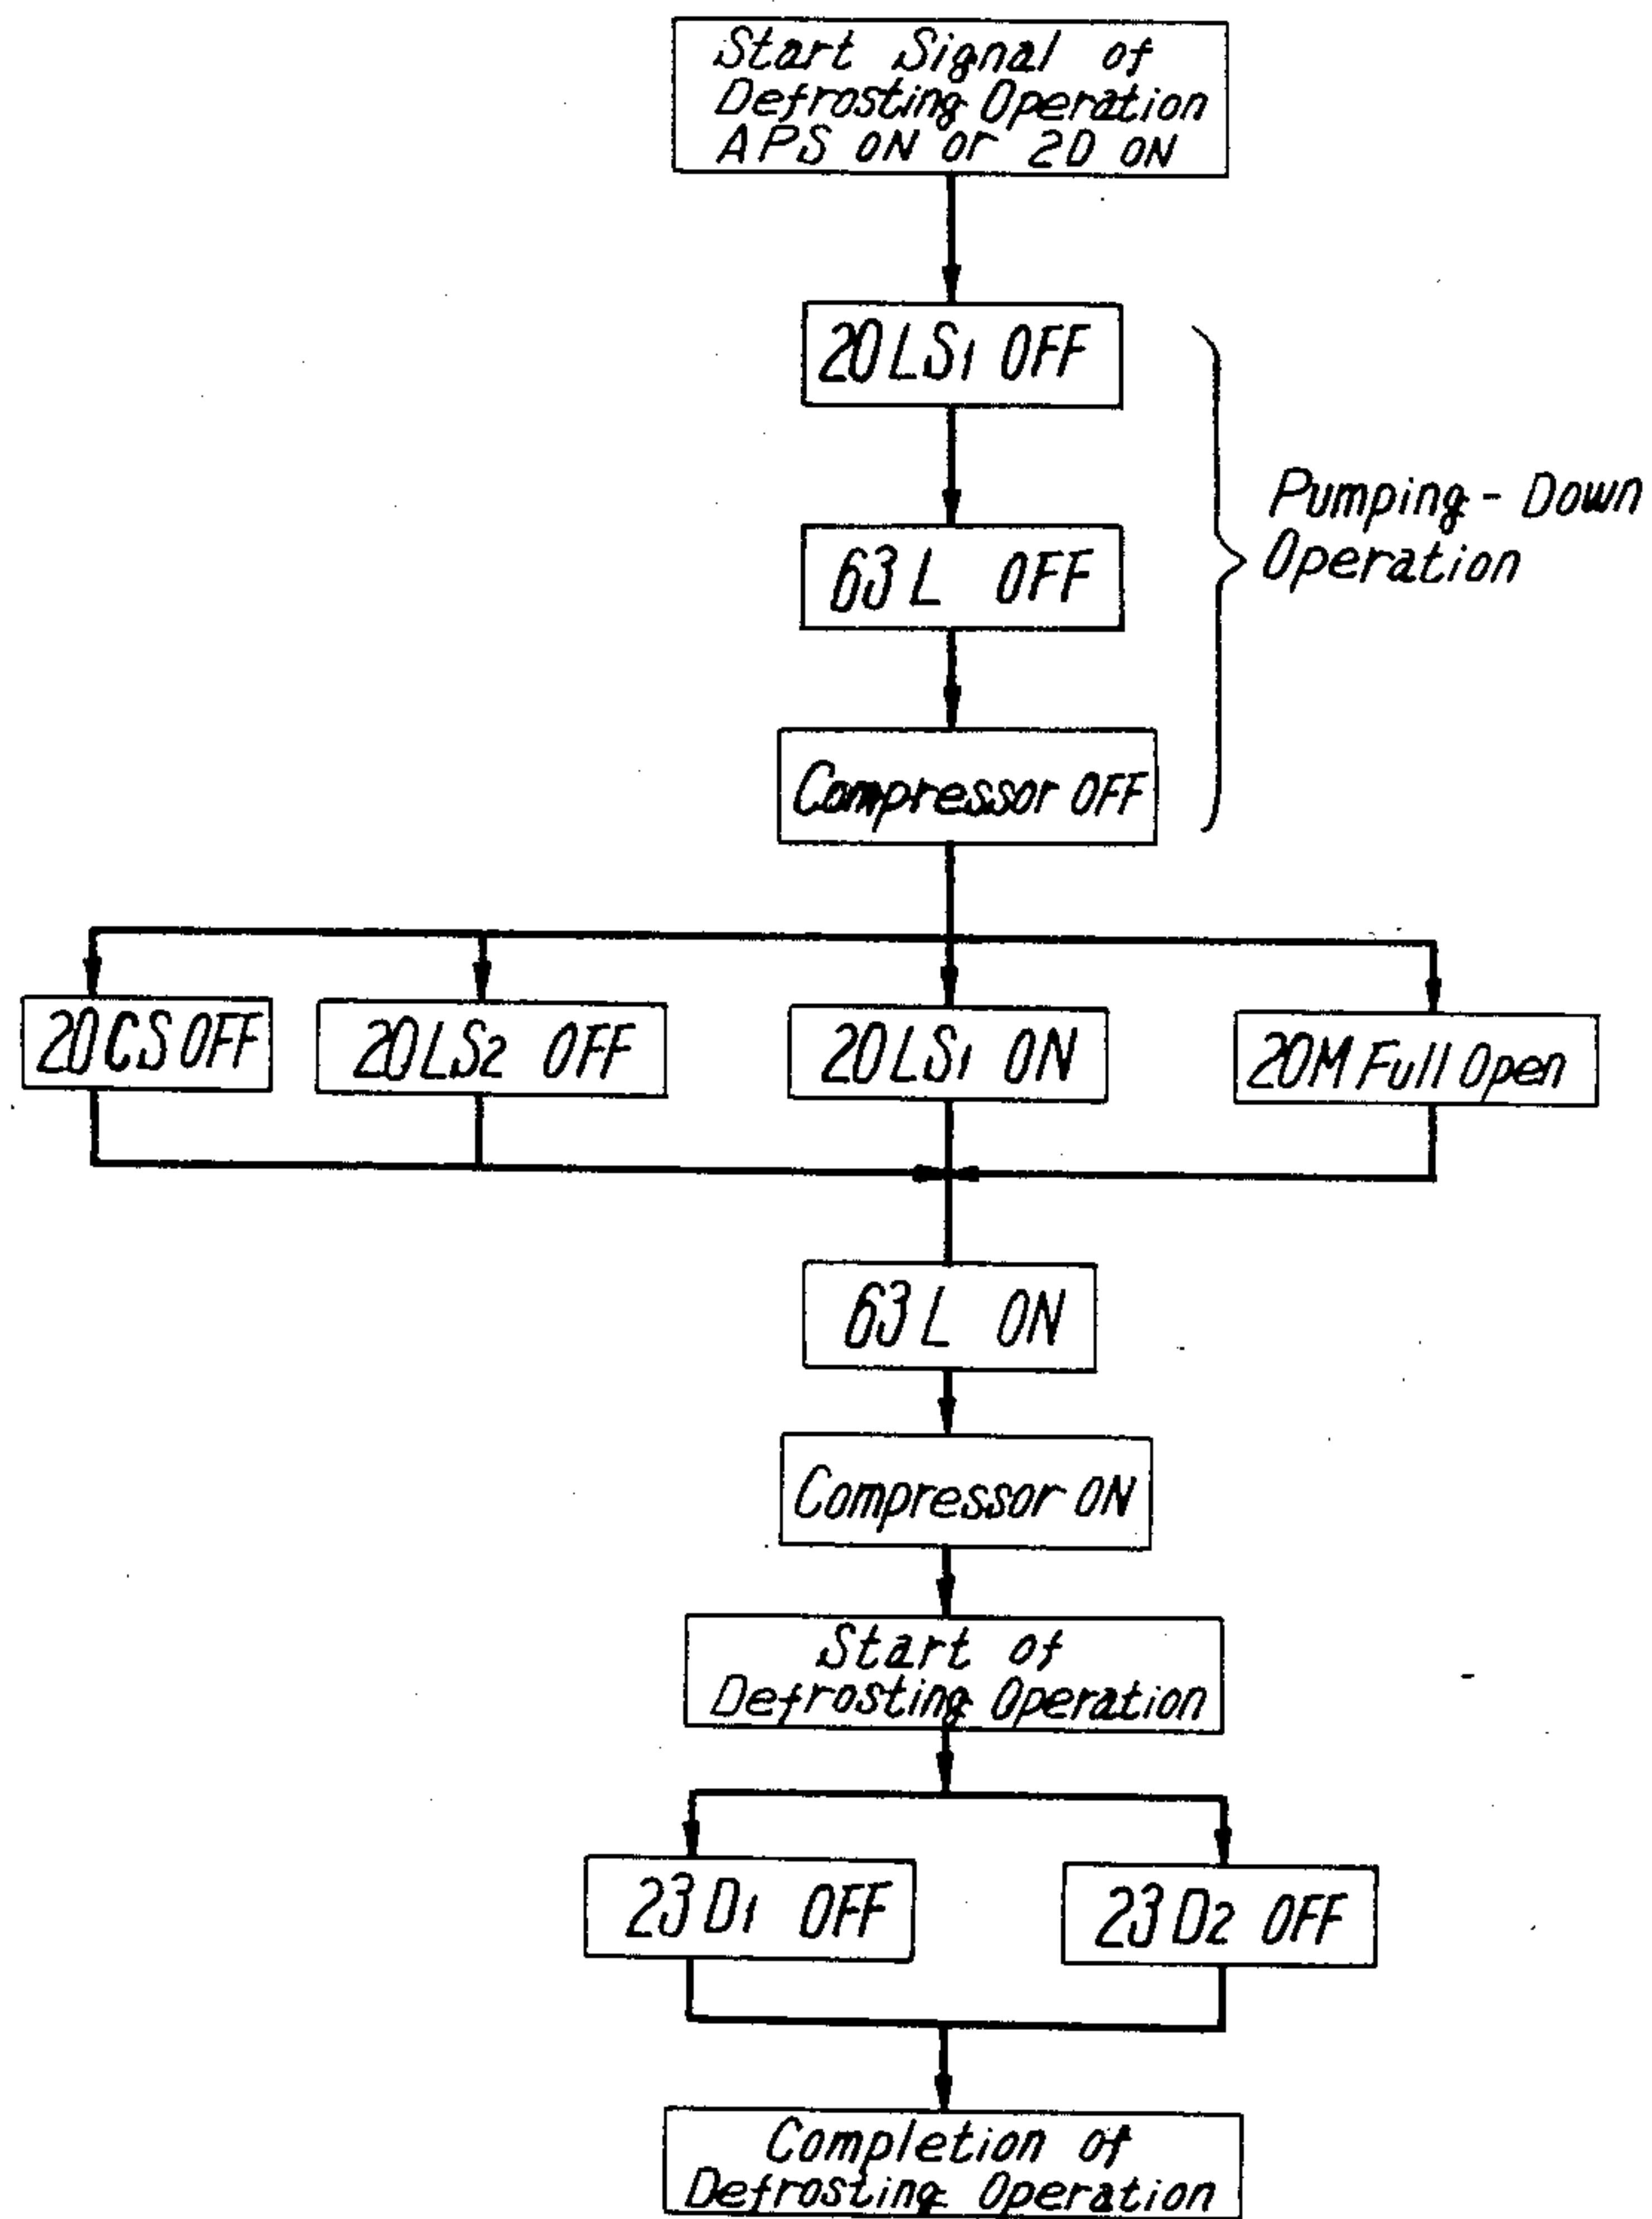 Start Signal of
Defrosting Operation
APS ON or 2D ON
20LS1 OFF
63L OFF
Pumping-Down
Operation
Compressor OFF
20CS OFF
20LS2 OFF
20LS1 ON
20M Full Open
63L ON
Compressor ON
Start of
Defrosting Operation
23D1 OFF
23D2 OFF
Completion of
Defrosting Operation